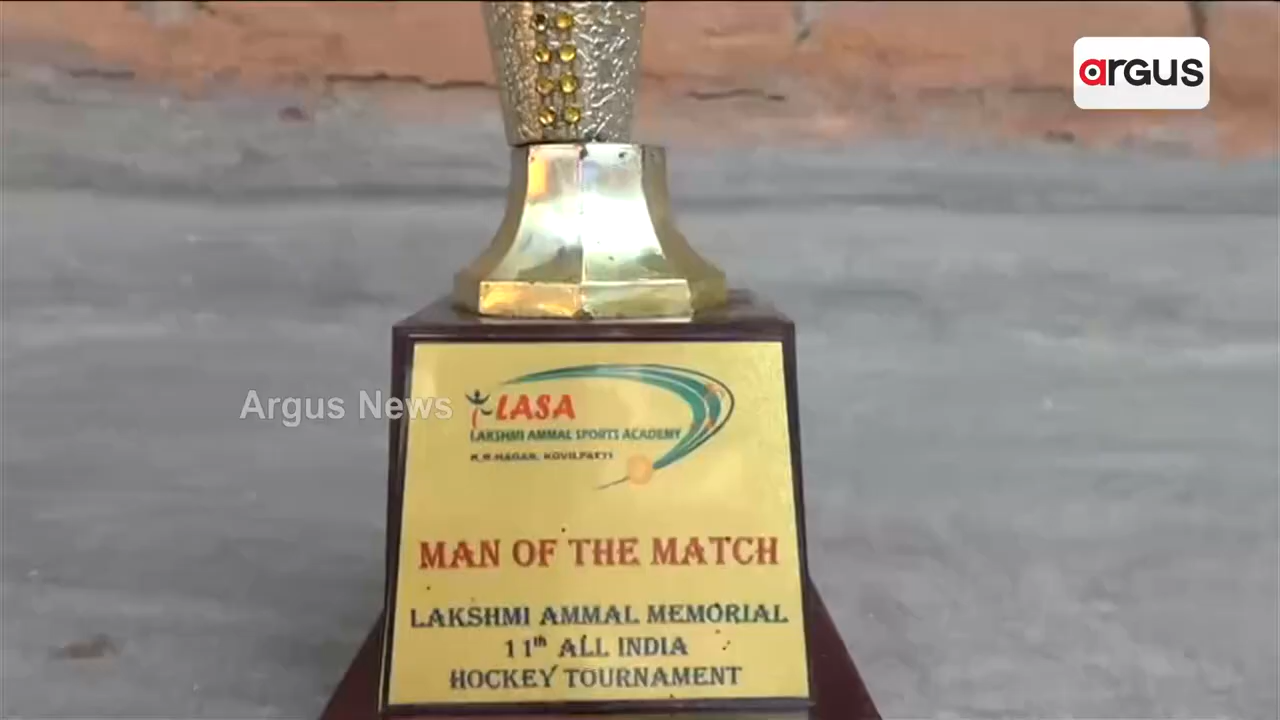 argus
Argus News
LASA
LAKSHMI AMMAL SPORTS ACADEMY
K.R.NAGAR, KOVILPATTI
MAN OF THE MATCH
LAKSHMI AMMAL MEMORIAL
11th ALL INDIA
HOCKEY TOURNAMENT